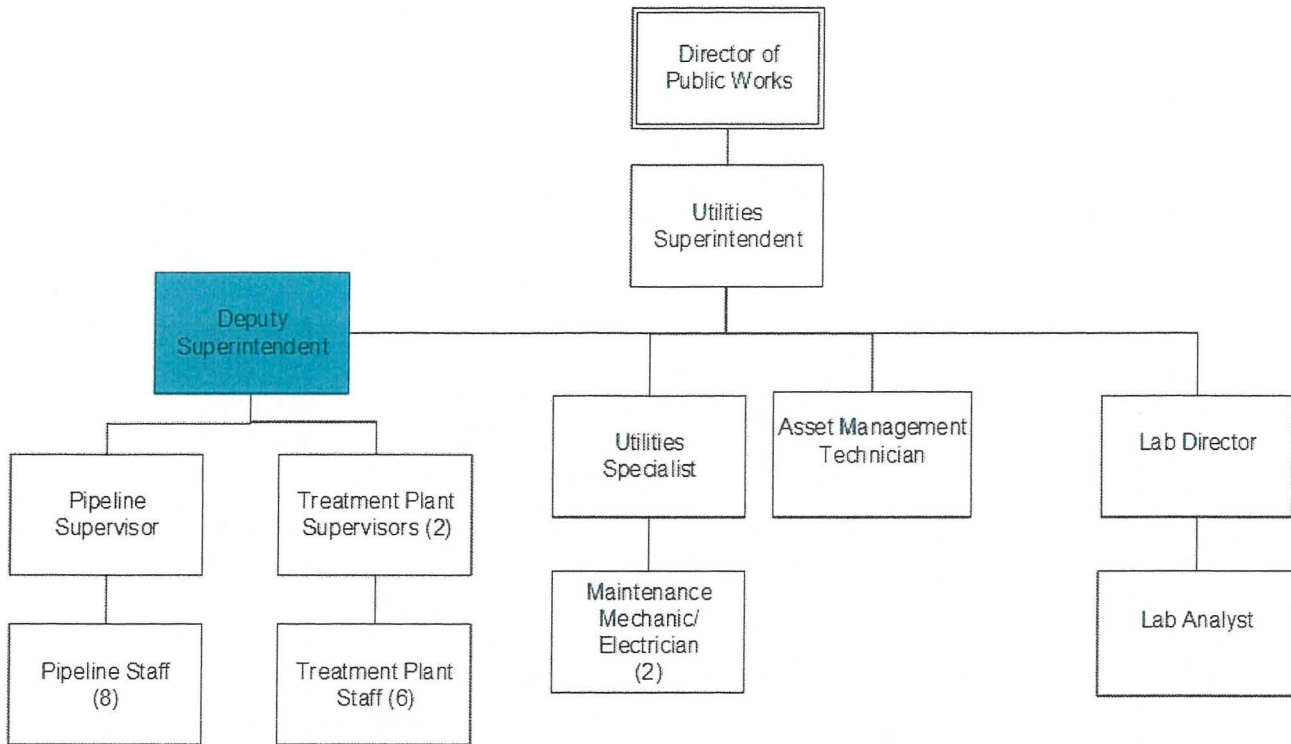 Director of
Public Works
Utilities
Superintendent
Deputy
Superintendent
Pipeline
Supervisor
Treatment Plant
Supervisors (2)
Utilities
Specialist
Asset Management
Technician
Lab Director
Pipeline Staff
(8)
Treatment Plant
Staff (6)
Maintenance
Mechanic/
Electrician
(2)
Lab Analyst